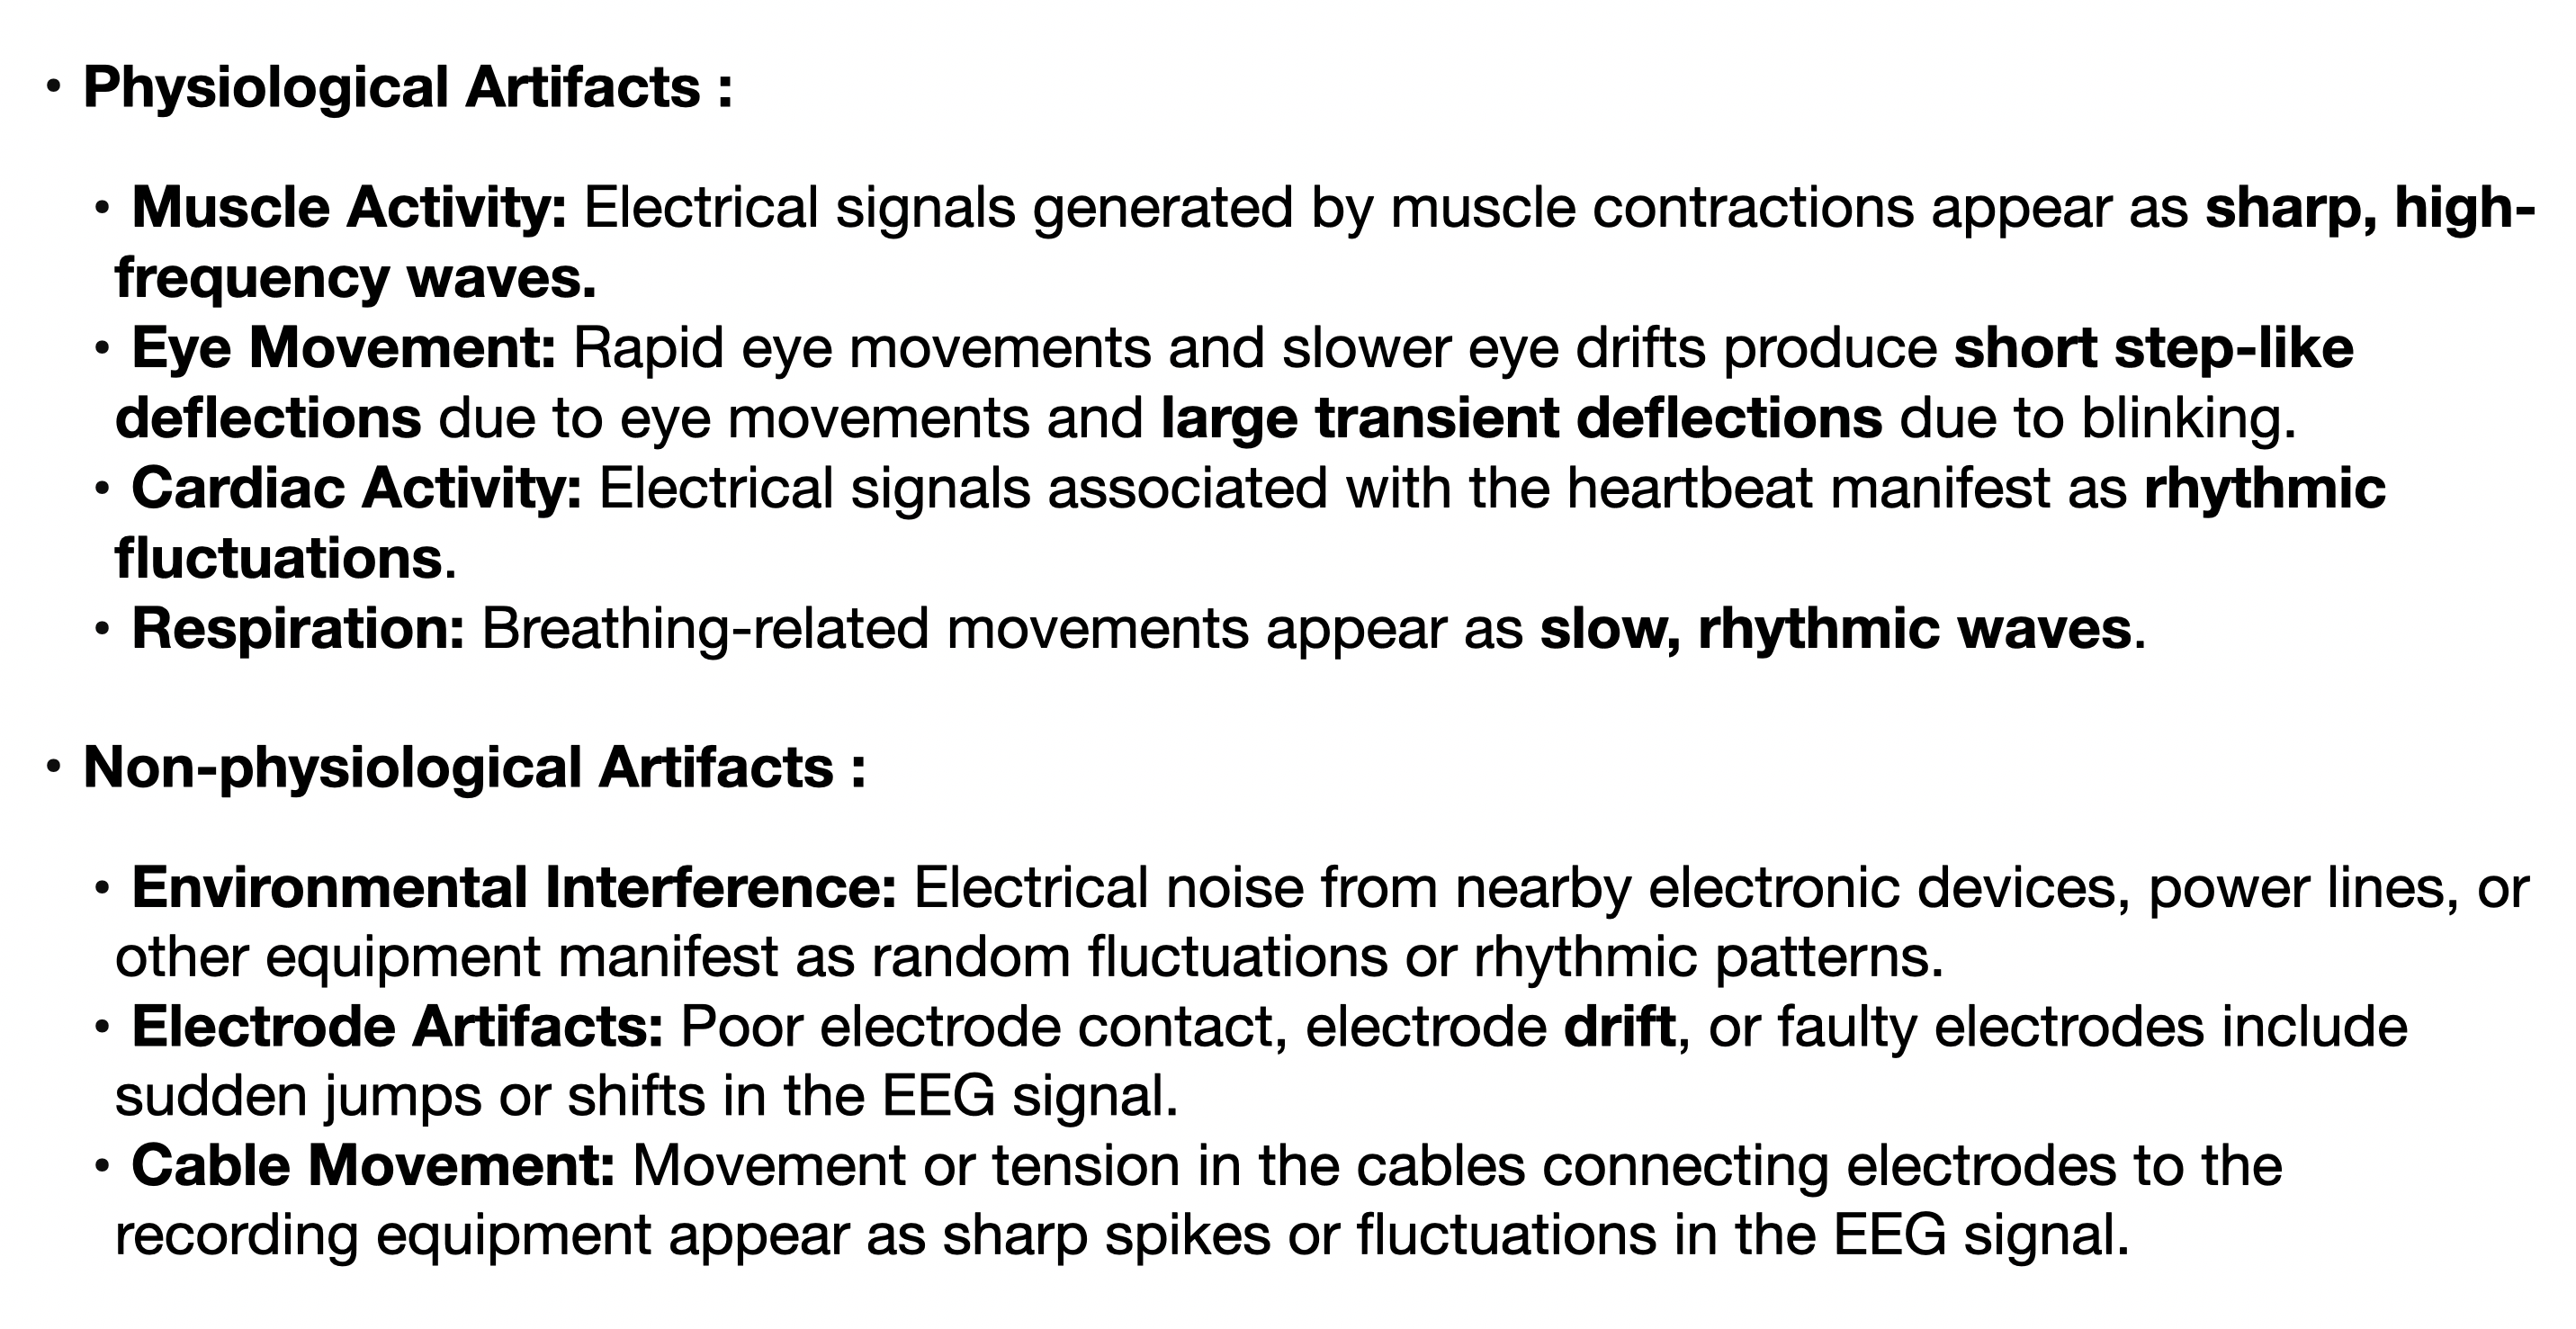 • Physiological Artifacts :
• Muscle Activity: Electrical signals generated by muscle contractions appear as sharp, high-
frequency waves.
• Eye Movement: Rapid eye movements and slower eye drifts produce short step-like
deflections due to eye movements and large transient deflections due to blinking.
• Cardiac Activity: Electrical signals associated with the heartbeat manifest as rhythmic
fluctuations.
• Respiration: Breathing-related movements appear as slow, rhythmic waves.
• Non-physiological Artifacts :
• Environmental Interference: Electrical noise from nearby electronic devices, power lines, or
other equipment manifest as random fluctuations or rhythmic patterns.
• Electrode Artifacts: Poor electrode contact, electrode drift, or faulty electrodes include
sudden jumps or shifts in the EEG signal.
• Cable Movement: Movement or tension in the cables connecting electrodes to the
recording equipment appear as sharp spikes or fluctuations in the EEG signal.